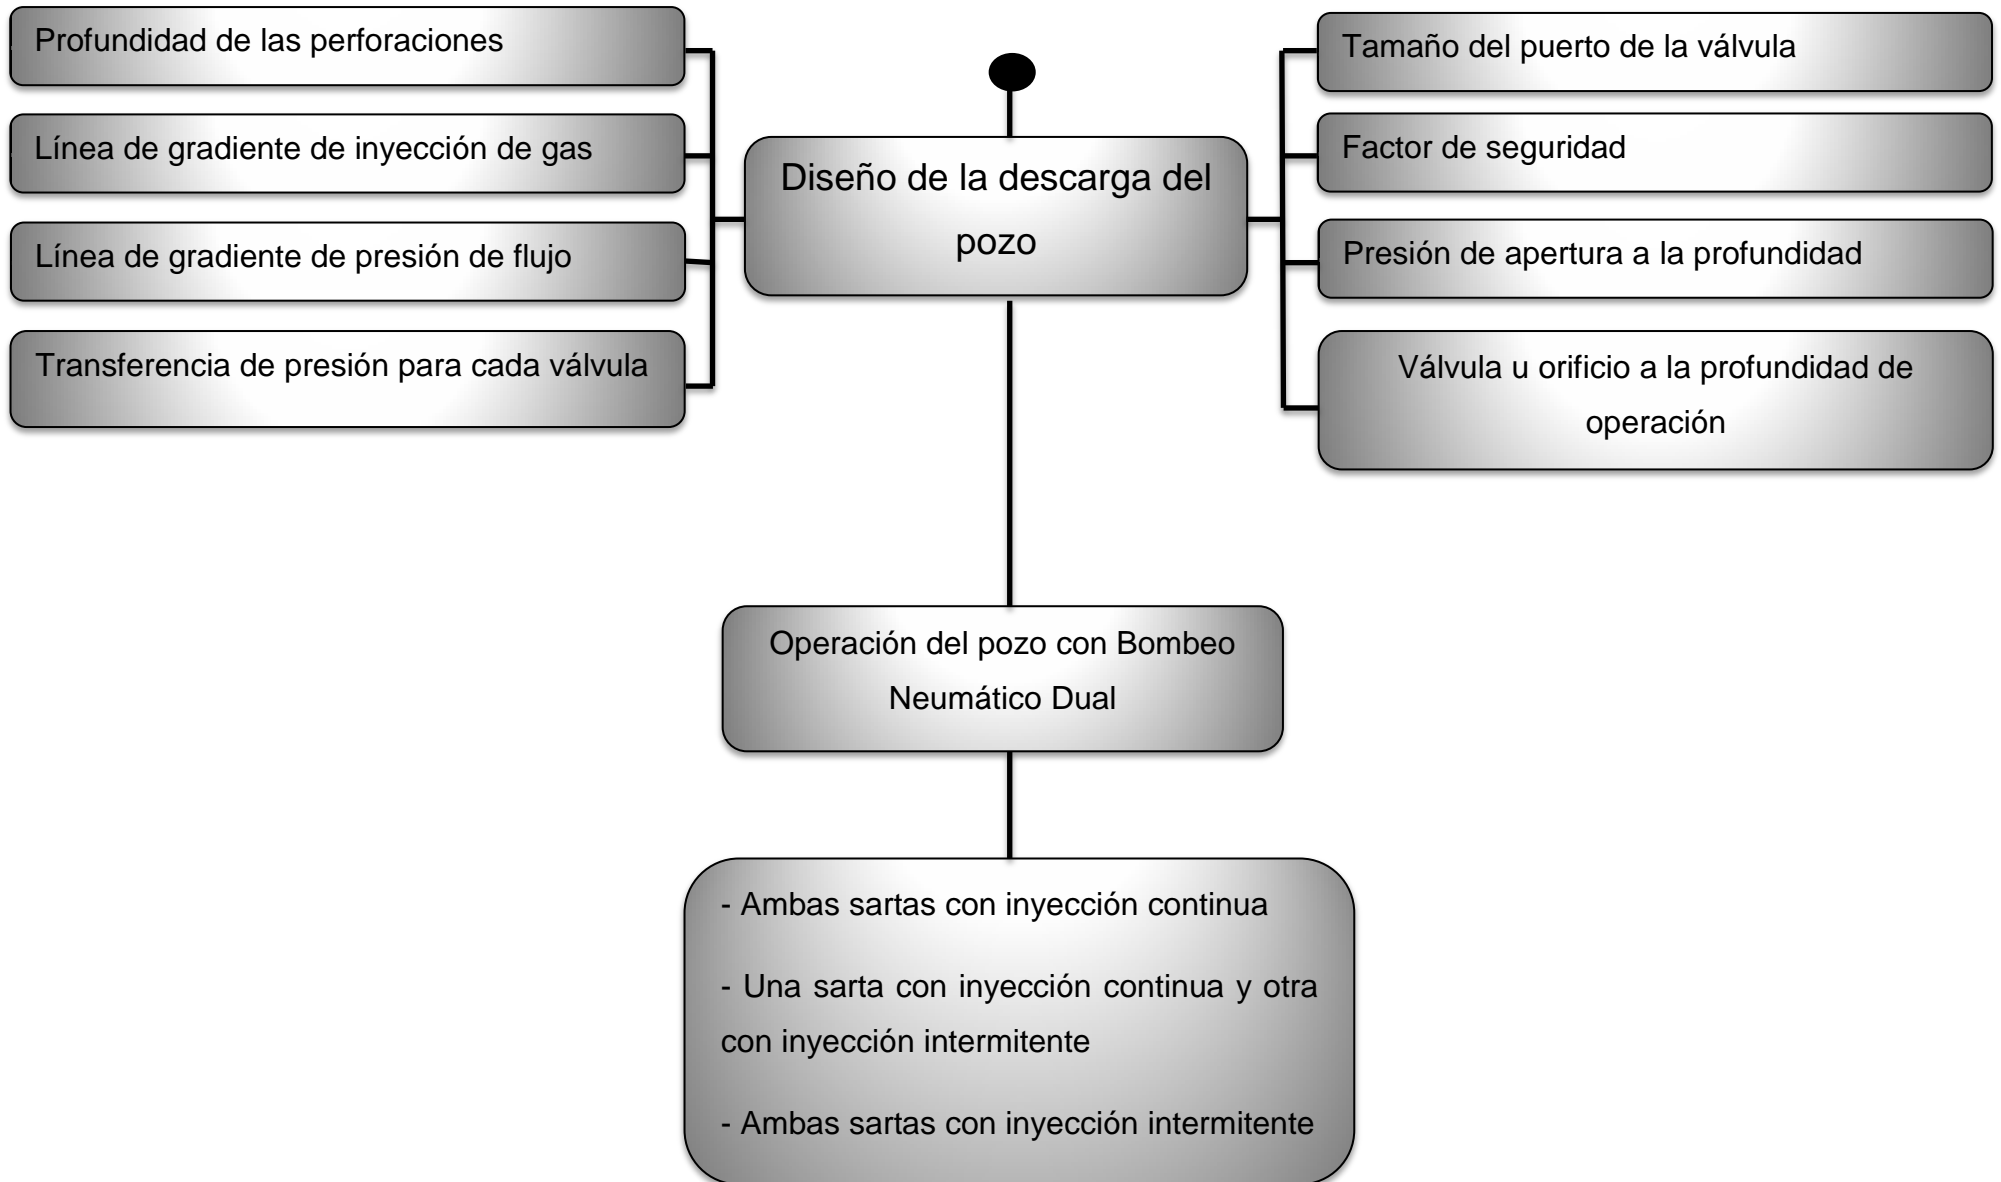 Profundidad de las perforaciones
Línea de gradiente de inyección de gas
Línea de gradiente de presión de flujo
Transferencia de presión para cada válvula
Diseño de la descarga del
pozo
Tamaño del puerto de la válvula
Factor de seguridad
Presión de apertura a la profundidad
Válvula u orificio a la profundidad de
operación
Operación del pozo con Bombeo
Neumático Dual
- Ambas sartas con inyección continua
- Una sarta con inyección continua y otra
con inyección intermitente
- Ambas sartas con inyección intermitente